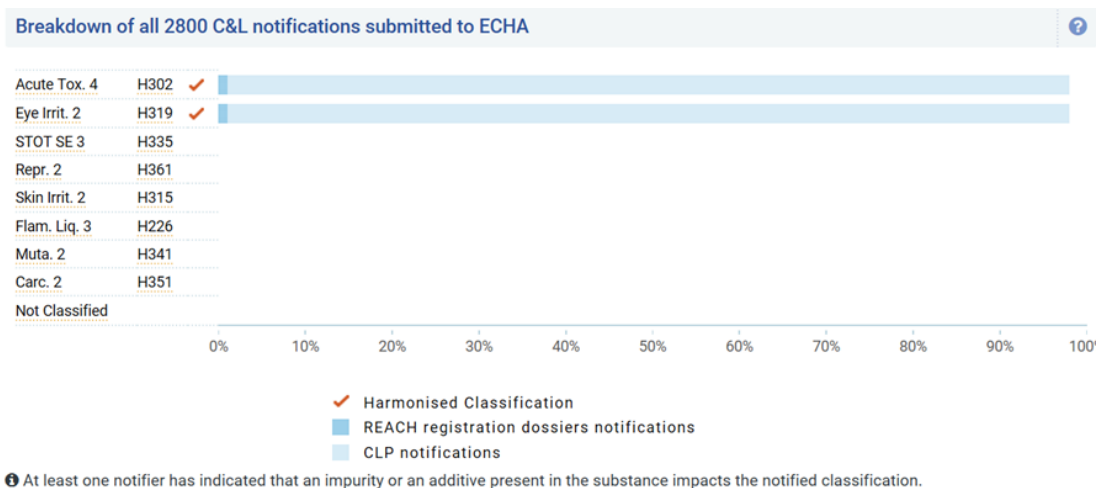 Breakdown of all 2800 C&L notifications submitted to ECHA
Acute Tox. 4 H302
Eye Irrit. 2 H319
STOT SE 3 H335
Repr. 2 H361
Skin Irrit. 2 H315
Flam. Liq. 3 H226
Muta. 2 H341
Carc. 2 H351
Not Classified
0% 10% 20% 30% 40% 50% 60% 70% 80% 90% 100%
Harmonised Classification
REACH registration dossiers notifications
CLP notifications
At least one notifier has indicated that an impurity or an additive present in the substance impacts the notified classification.